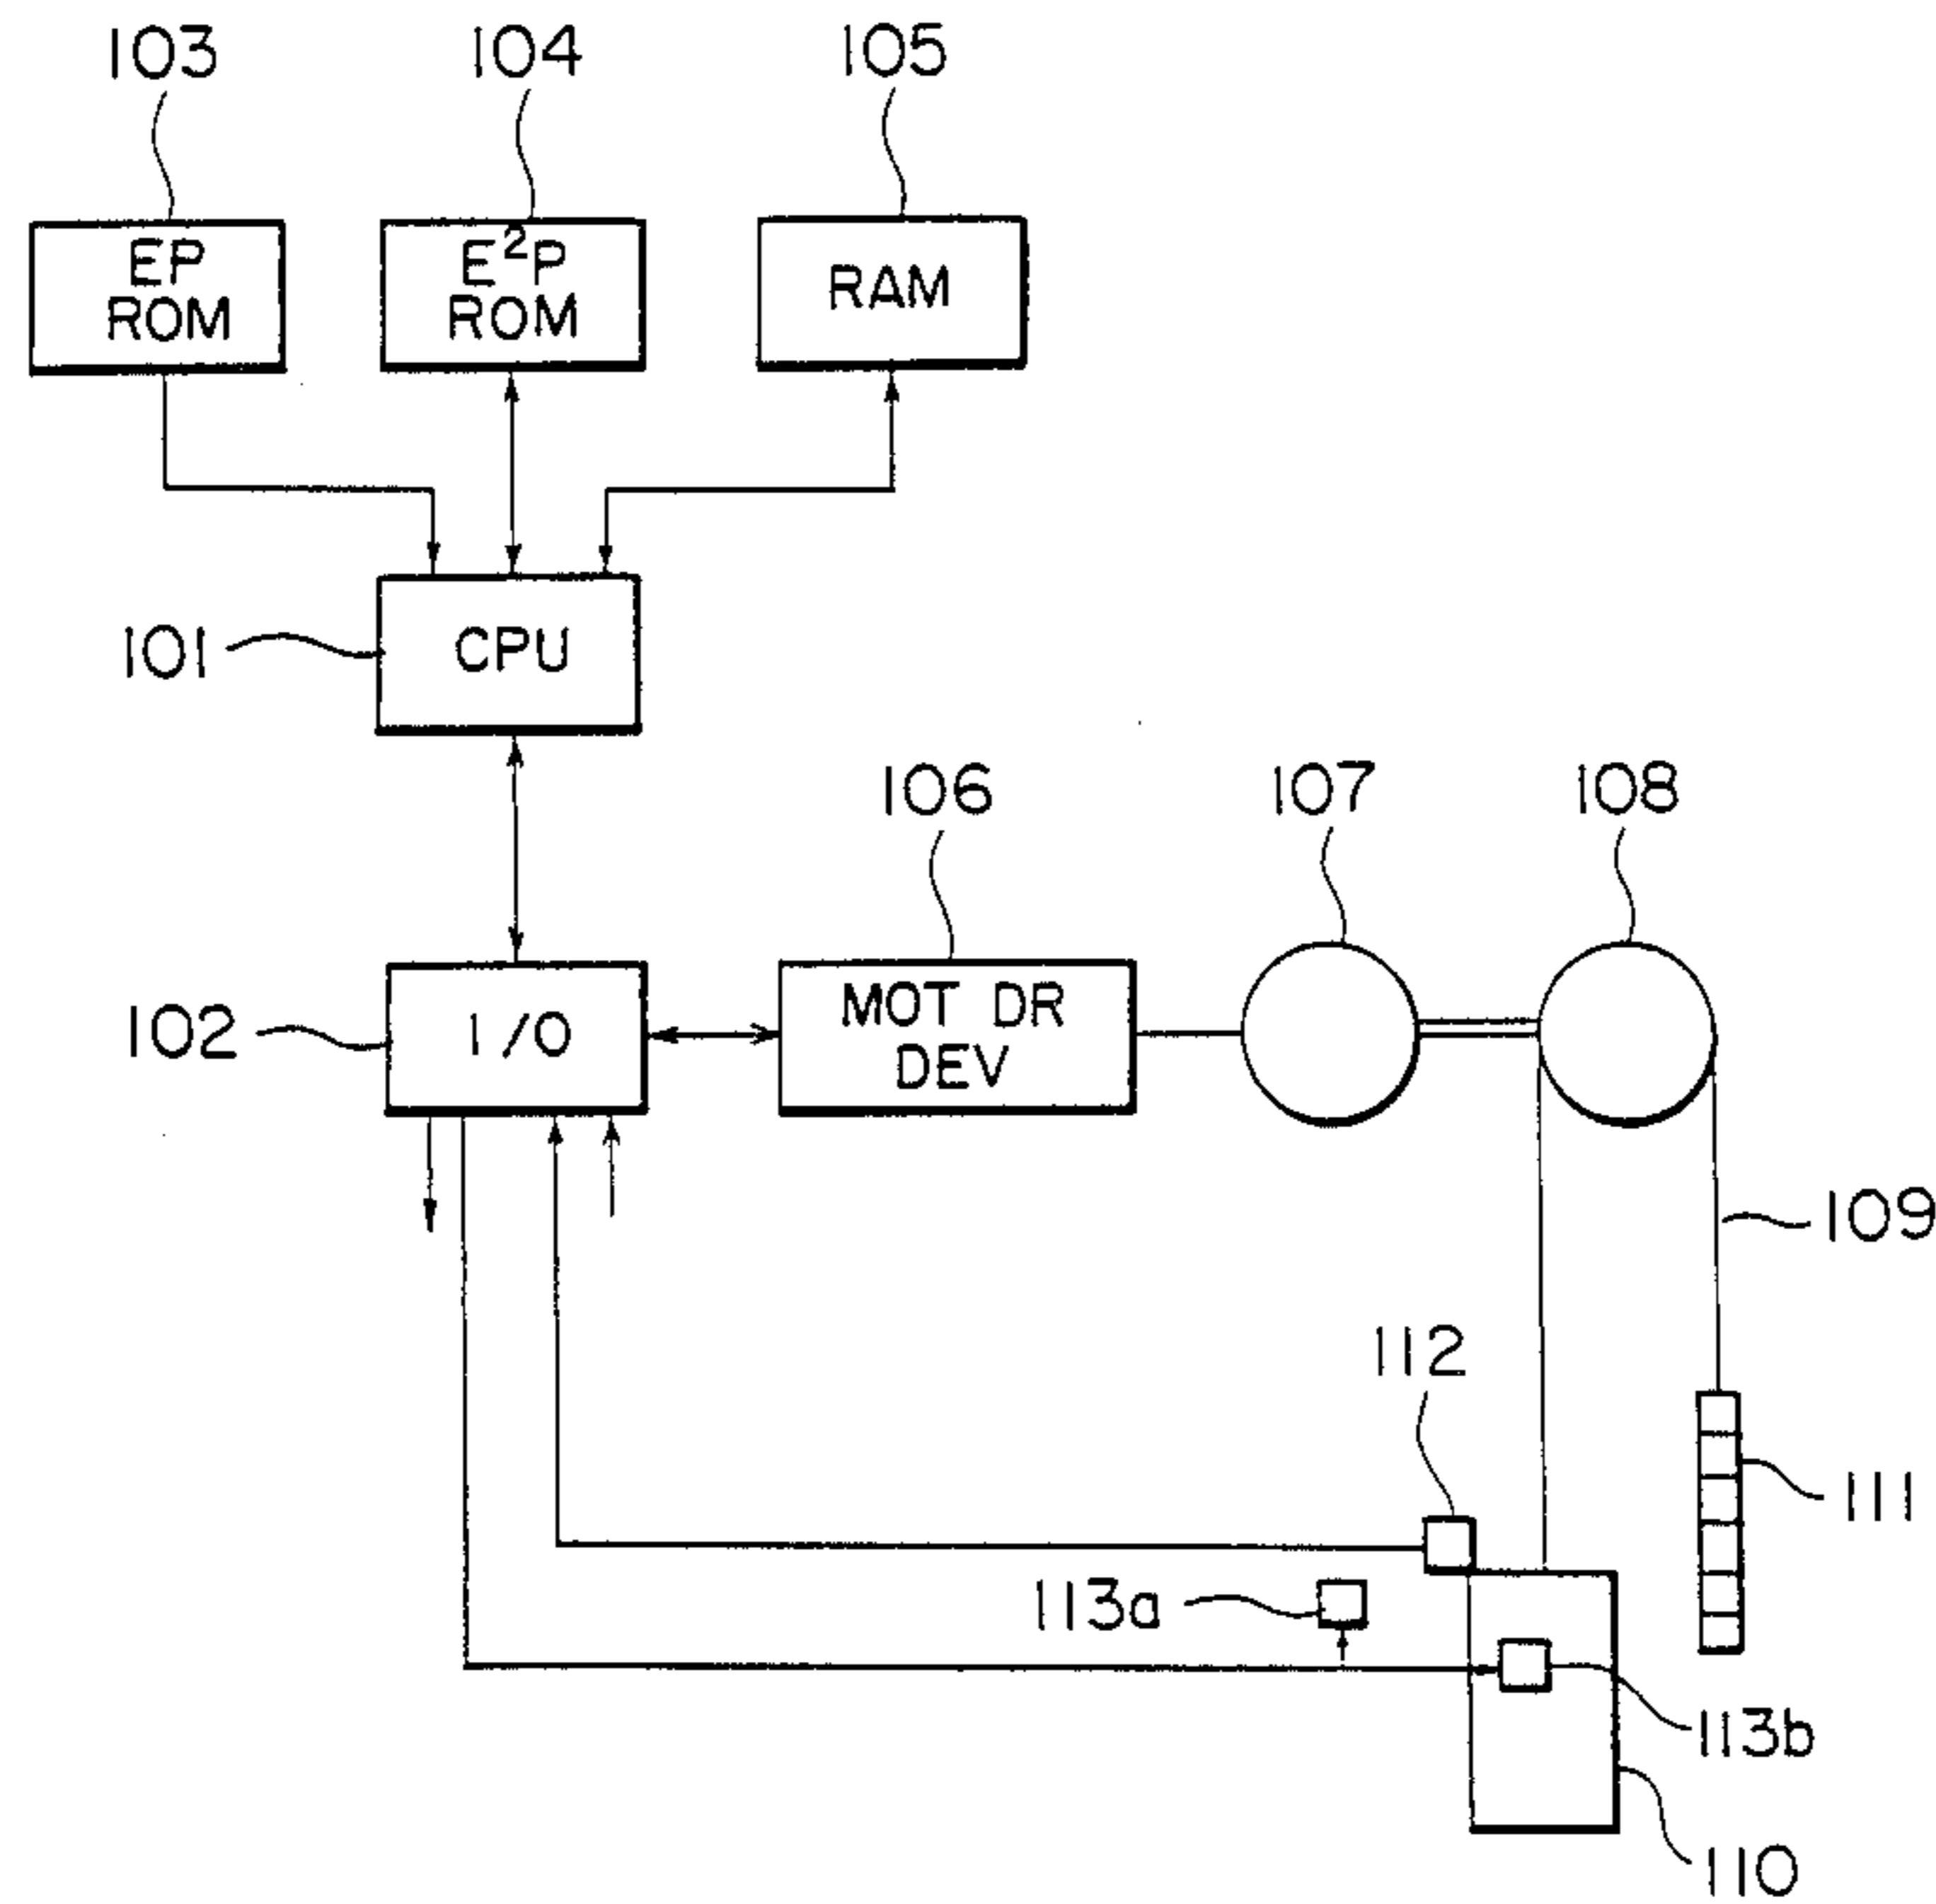 103
104
105
EP
ROM
E²P
ROM
RAM
101
CPU
106
107
108
102
I/O
MOT DR
DEV
109
112
111
113a
113b
110